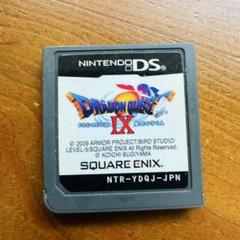 NINTENDO DS
DRAGON QUEST
IX
© 2009 ARMOR PROJECT/BIRD STUDIO/
LEVEL-5/SQUARE ENIX All Rights Reserved.
© KOICHI SUGIYAMA
SQUARE ENIX
NTR-YDQJ-JPN